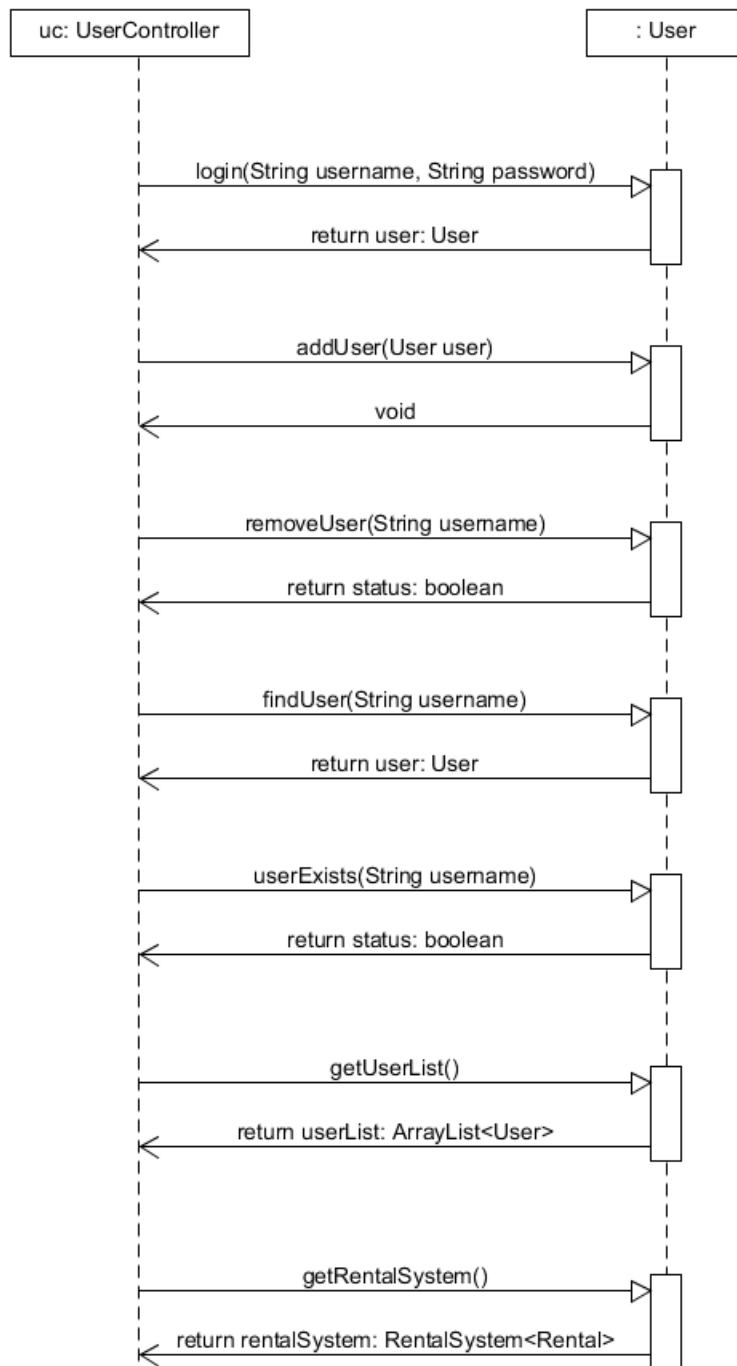 uc: UserController
: User
login(String username, String password)
return user: User
addUser(User user)
void
removeUser(String username)
return status: boolean
findUser(String username)
return user: User
userExists(String username)
return status: boolean
getUserList()
return userList: ArrayList<User>
getRentalSystem()
return rentalSystem: RentalSystem<Rental>